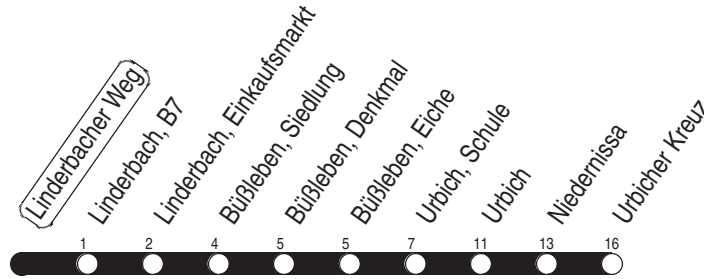 Linderbacher Weg
Linderbach, B7
Linderbach, Einkaufsmarkt
Büßleben, Siedlung
Büßleben, Denkmal
Büßleben, Eiche
Urbich, Schule
Urbich
Niedernissa
Urbicher Kreuz
1 2 4 5 5 7 11 13 16